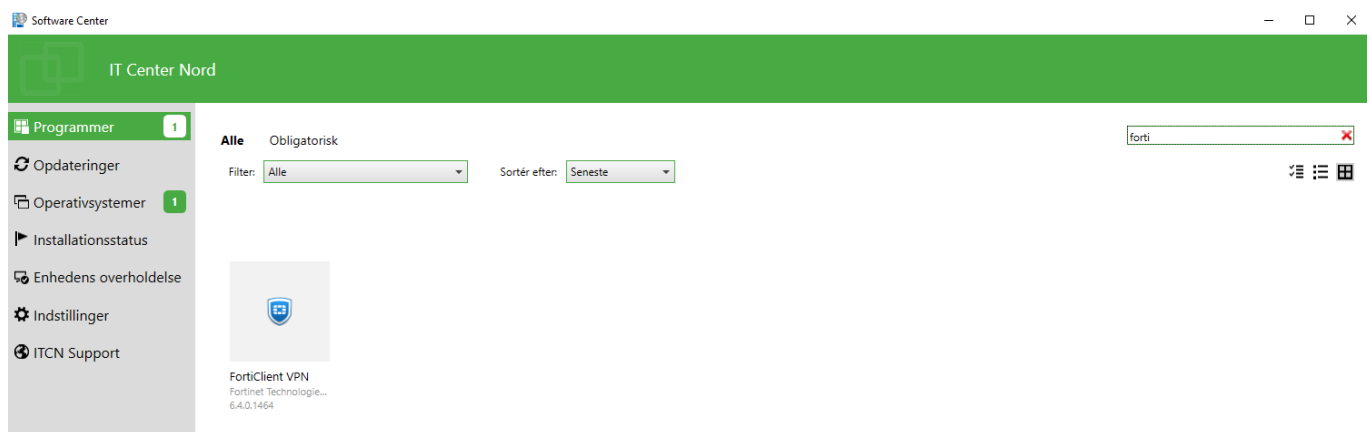 Software Center
IT Center Nord
Programmer 1
Opdateringer
Operativsystemer 1
Installationsstatus
Enhedens overholdelse
Indstillinger
ITCN Support
Alle Obligatorisk
forti
Filter: Alle Sortér efter: Seneste
FortiClient VPN
Fortinet Technologie...
6.4.0.1464